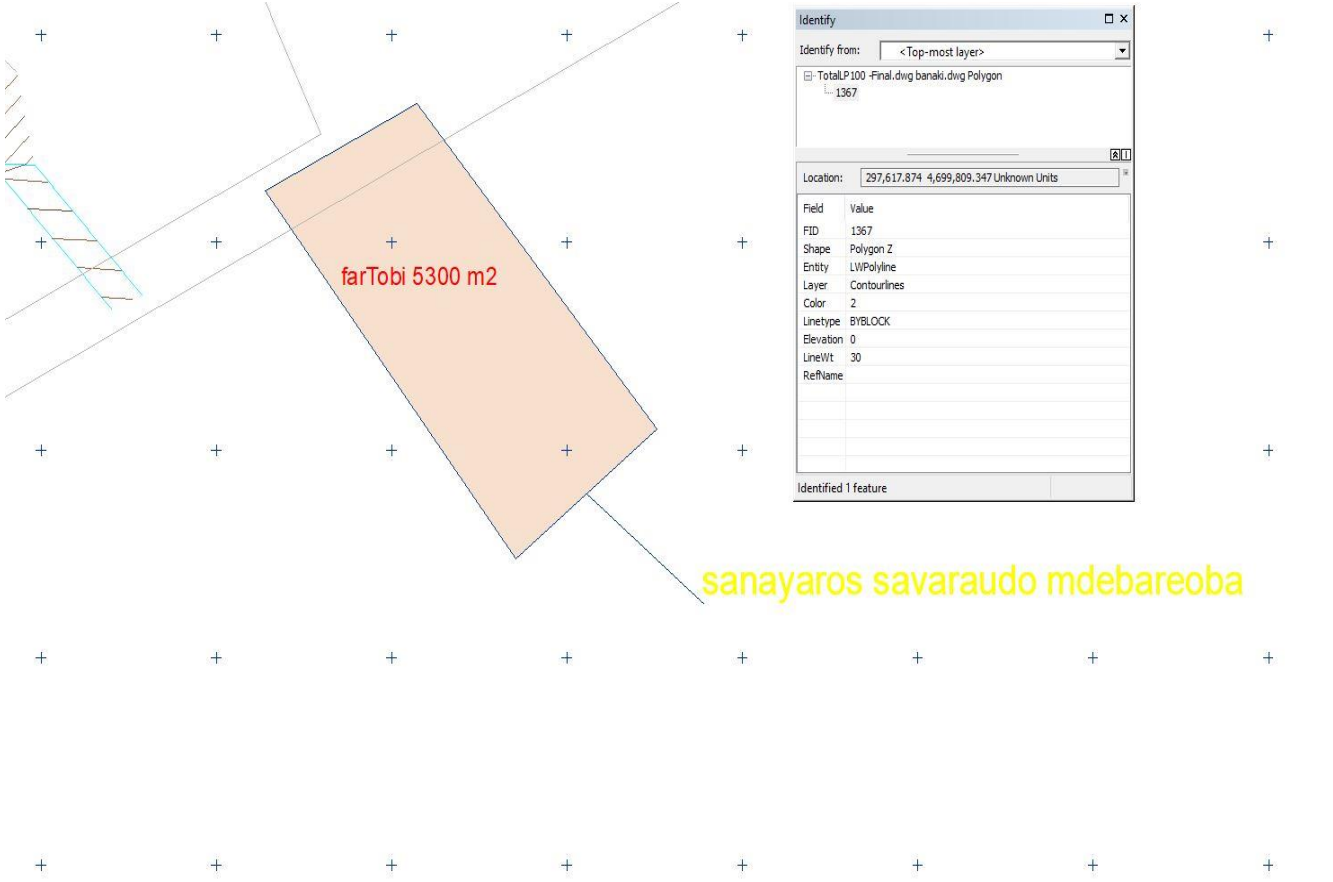 Identify
Identify from: <Top-most layer>
TotalLP100 -Final.dwg banaki.dwg Polygon
1367
Location: 297,617.874 4,699,809.347 Unknown Units
Field Value
FID 1367
Shape Polygon Z
Entity LWPolyline
Layer Contourlines
Color 2
Linetype BYBLOCK
Elevation 0
LineWt 30
RefName
Identified 1 feature
farTobi 5300 m2
sanayaros savaraudo mdebareoba